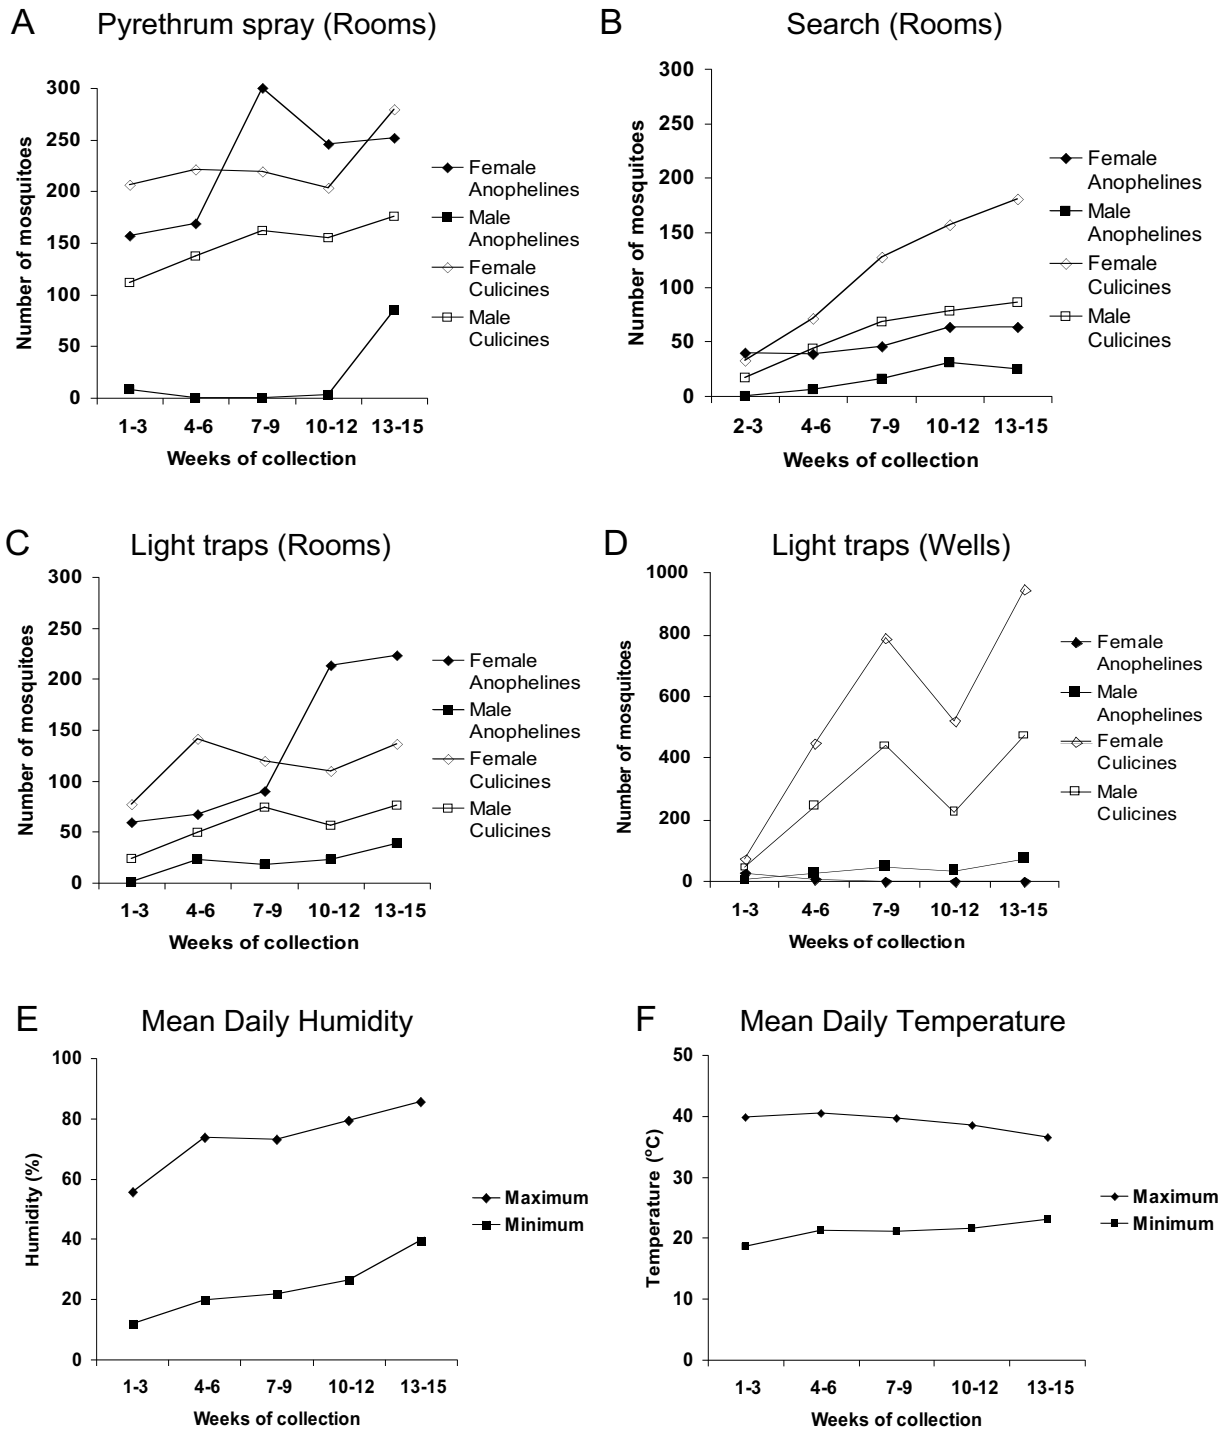 A Pyrethrum spray (Rooms)
300
250
200
150
100
50
0
Number of mosquitoes
1-3 4-6 7-9 10-12 13-15
Weeks of collection
Female
Anophelines
Male
Anophelines
Female
Culicines
Male
Culicines
B Search (Rooms)
300
250
200
150
100
50
0
Number of mosquitoes
2-3 4-6 7-9 10-12 13-15
Weeks of collection
Female
Anophelines
Male
Anophelines
Female
Culicines
Male
Culicines
C Light traps (Rooms)
300
250
200
150
100
50
0
Number of mosquitoes
1-3 4-6 7-9 10-12 13-15
Weeks of collection
Female
Anophelines
Male
Anophelines
Female
Culicines
Male
Culicines
D Light traps (Wells)
1000
800
600
400
200
0
Number of mosquitoes
1-3 4-6 7-9 10-12 13-15
Weeks of collection
Female
Anophelines
Male
Anophelines
Female
Culicines
Male
Culicines
E Mean Daily Humidity
100
80
60
40
20
0
Humidity (%)
1-3 4-6 7-9 10-12 13-15
Weeks of collection
Maximum
Minimum
F Mean Daily Temperature
50
40
30
20
10
0
Temperature (ºC)
1-3 4-6 7-9 10-12 13-15
Weeks of collection
Maximum
Minimum